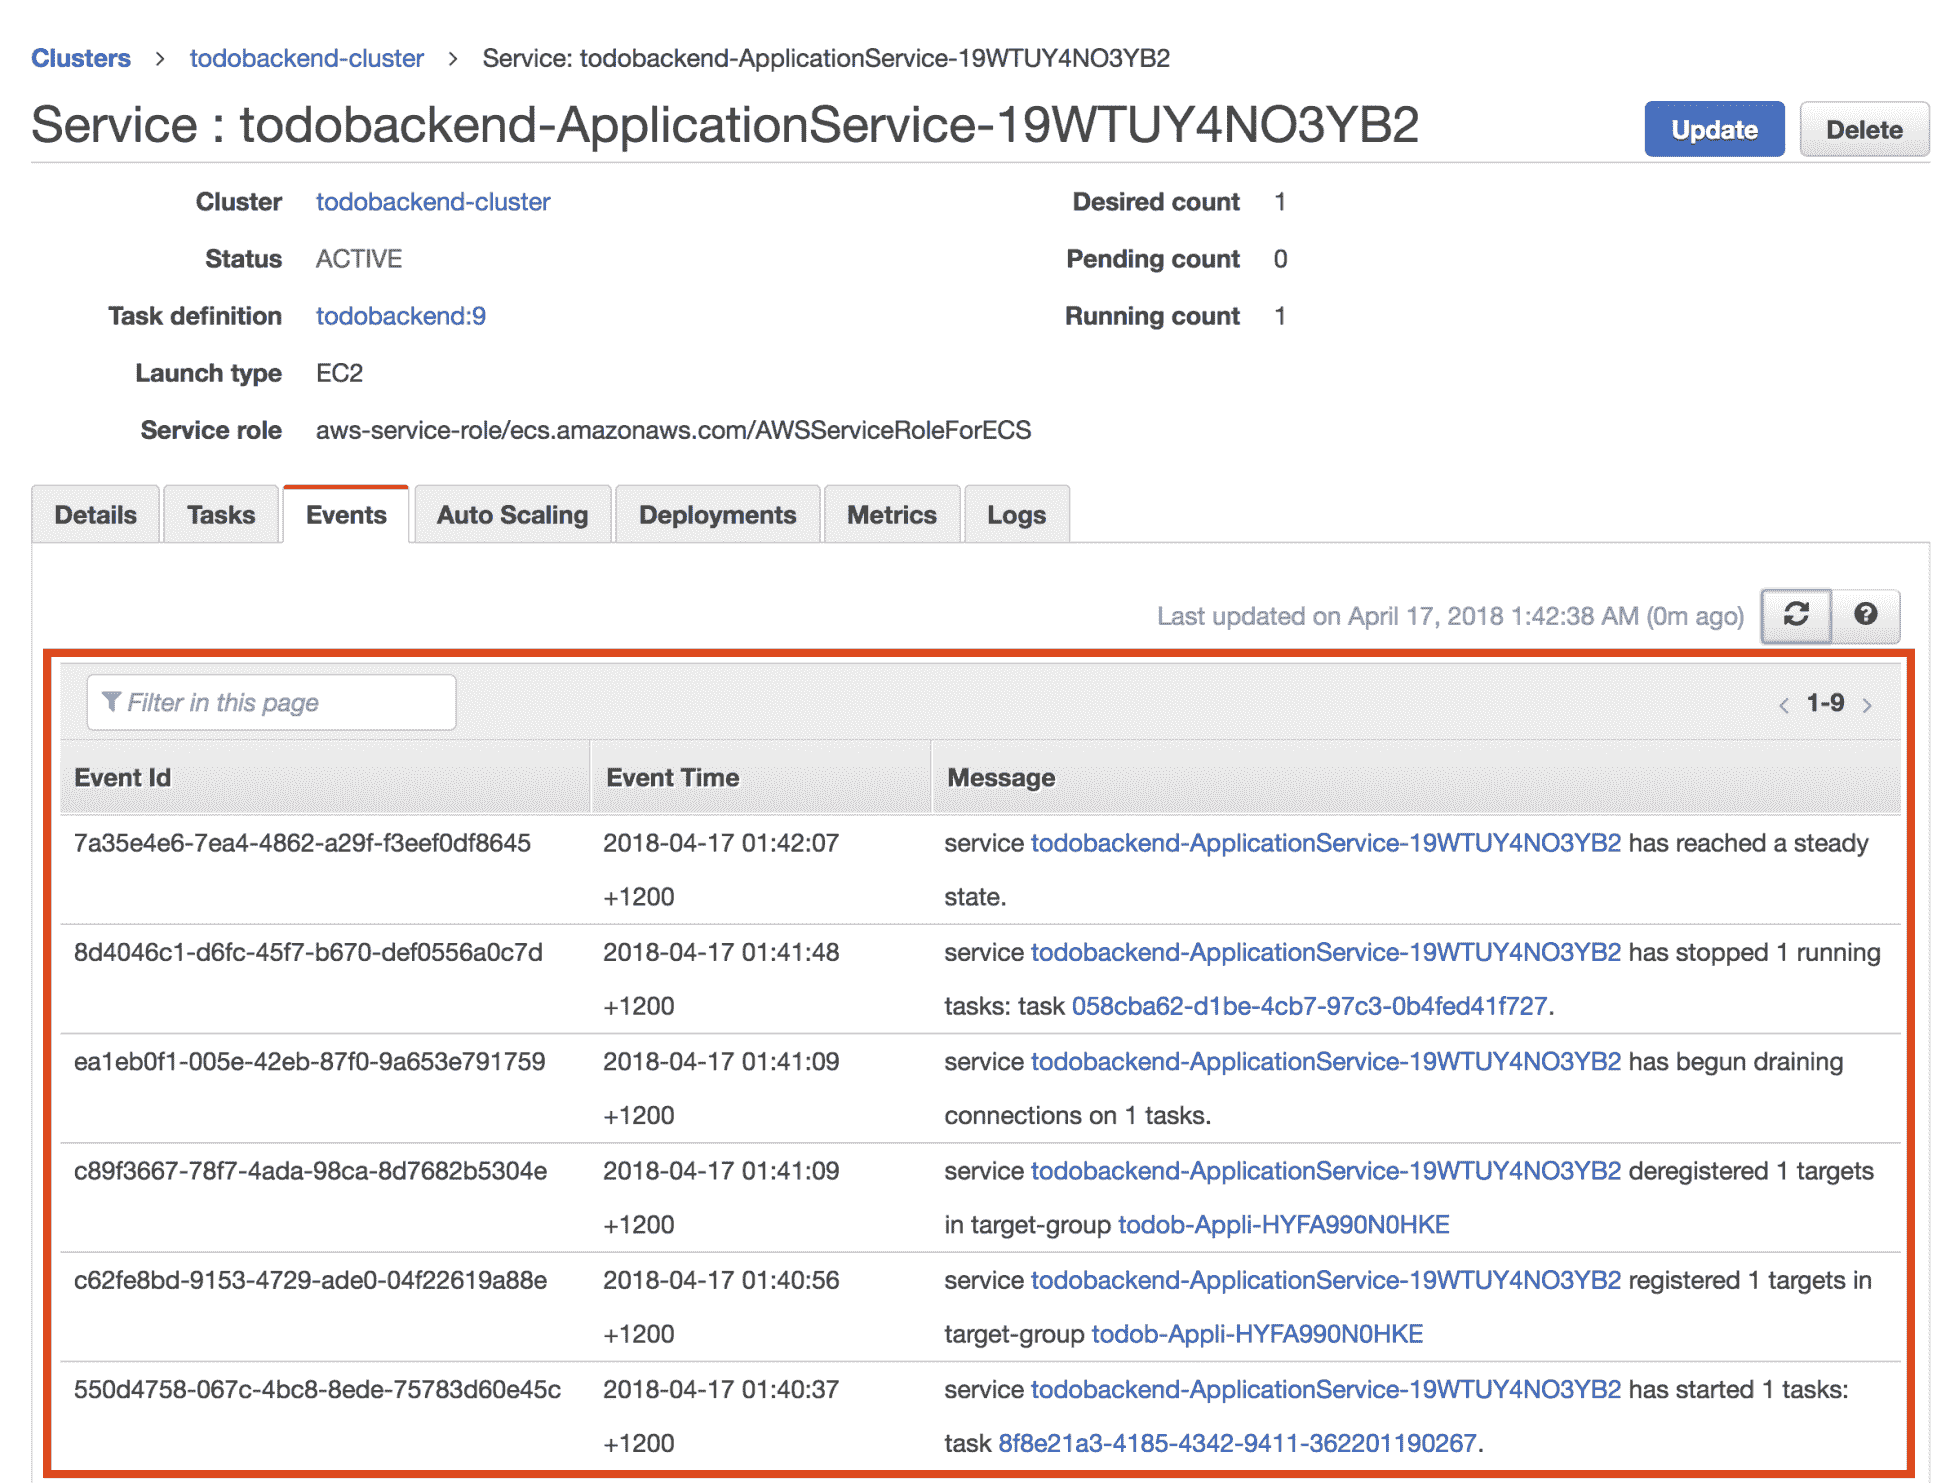 Clusters > todobackend-cluster > Service: todobackend-ApplicationService-19WTUY4NO3YB2
Service : todobackend-ApplicationService-19WTUY4NO3YB2
Update Delete
Cluster todobackend-cluster Desired count 1
Status ACTIVE Pending count 0
Task definition todobackend:9 Running count 1
Launch type EC2
Service role aws-service-role/ecs.amazonaws.com/AWSServiceRoleForECS
Details Tasks Events Auto Scaling Deployments Metrics Logs
Last updated on April 17, 2018 1:42:38 AM (0m ago)
Filter in this page < 1-9 >
Event Id Event Time Message
7a35e4e6-7ea4-4862-a29f-f3eef0df8645 2018-04-17 01:42:07 service todobackend-ApplicationService-19WTUY4NO3YB2 has reached a steady
+1200 state.
8d4046c1-d6fc-45f7-b670-def0556a0c7d 2018-04-17 01:41:48 service todobackend-ApplicationService-19WTUY4NO3YB2 has stopped 1 running
+1200 tasks: task 058cba62-d1be-4cb7-97c3-0b4fed41f727.
ea1eb0f1-005e-42eb-87f0-9a653e791759 2018-04-17 01:41:09 service todobackend-ApplicationService-19WTUY4NO3YB2 has begun draining
+1200 connections on 1 tasks.
c89f3667-78f7-4ada-98ca-8d7682b5304e 2018-04-17 01:41:09 service todobackend-ApplicationService-19WTUY4NO3YB2 deregistered 1 targets
+1200 in target-group todob-Appli-HYFA990N0HKE
c62fe8bd-9153-4729-ade0-04f22619a88e 2018-04-17 01:40:56 service todobackend-ApplicationService-19WTUY4NO3YB2 registered 1 targets in
+1200 target-group todob-Appli-HYFA990N0HKE
550d4758-067c-4bc8-8ede-75783d60e45c 2018-04-17 01:40:37 service todobackend-ApplicationService-19WTUY4NO3YB2 has started 1 tasks:
+1200 task 8f8e21a3-4185-4342-9411-362201190267.